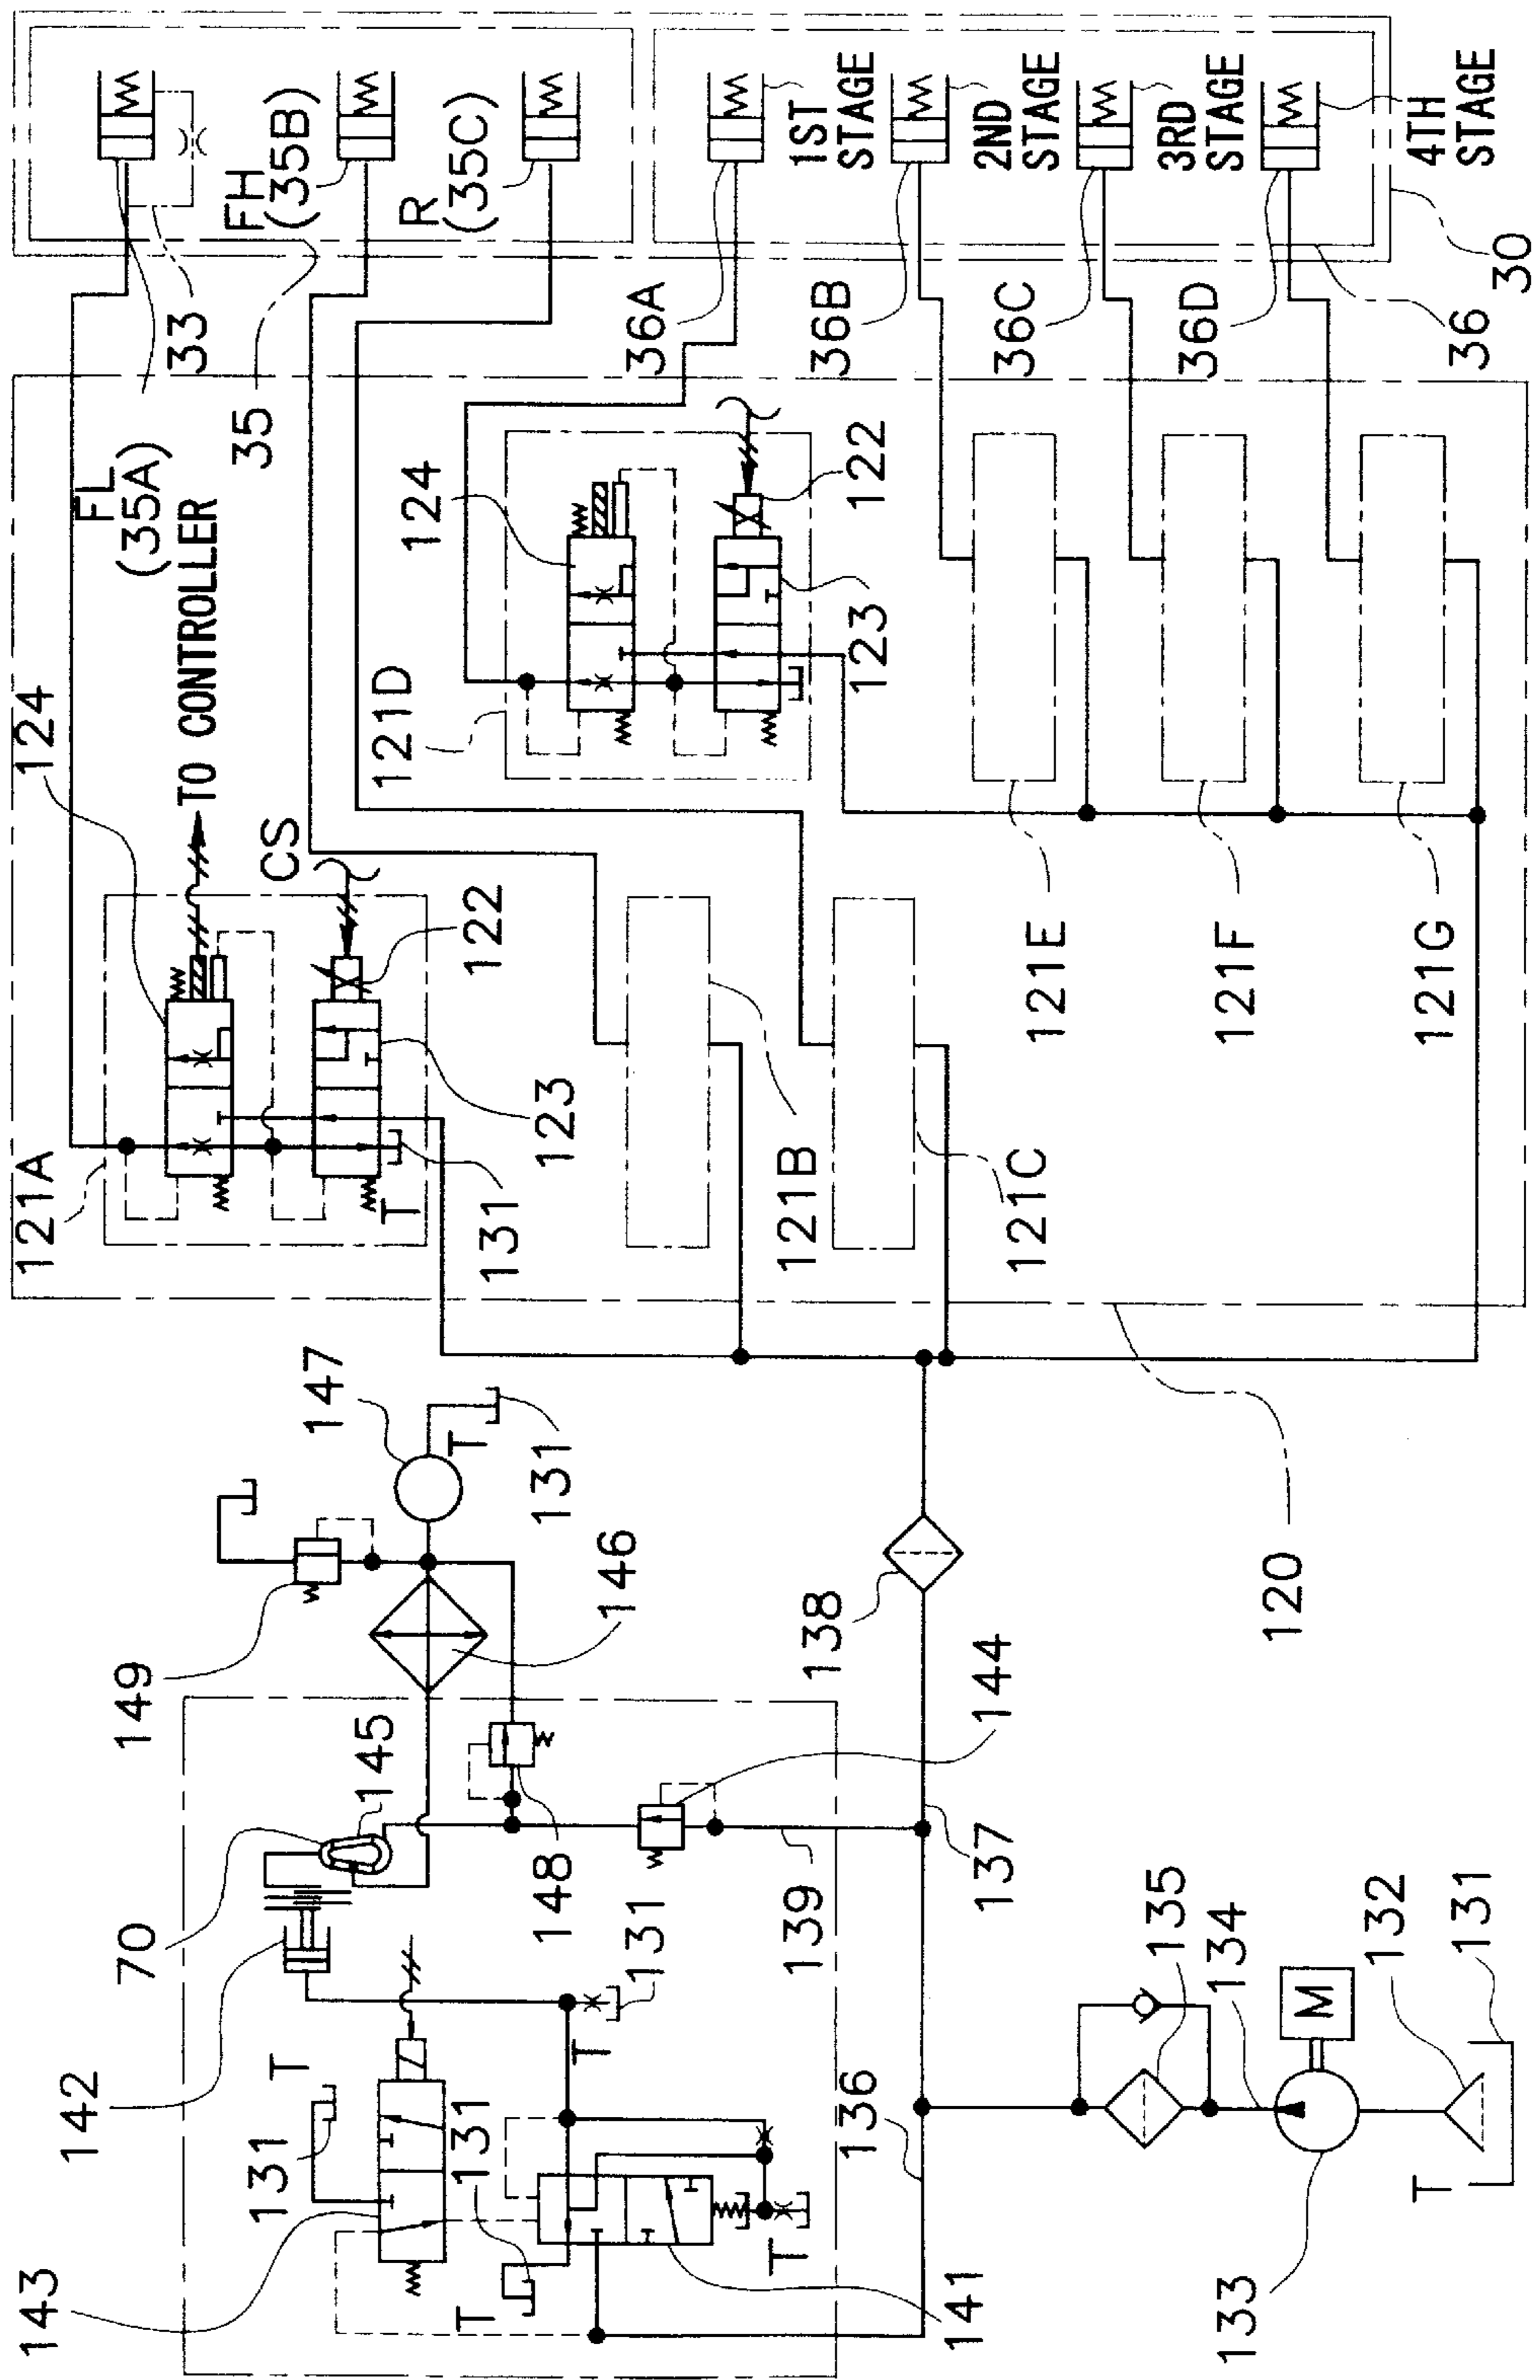 143
121A
124
142
FL
(35A)
70
149
33
TO CONTROLLER
35
FH
(35B)
CS
131
T
147
145
121D
T
R
(35C)
124
131
T
T
122
131
131
123
148
T
146
131
36A
T
139
121B
1ST
STAGE
138
36B
136
122
123
141
144
137
2ND
STAGE
36C
121C
121E
135
3RD
STAGE
36D
134
121F
120
133
M
132
4TH
STAGE
T
121G
131
36
30